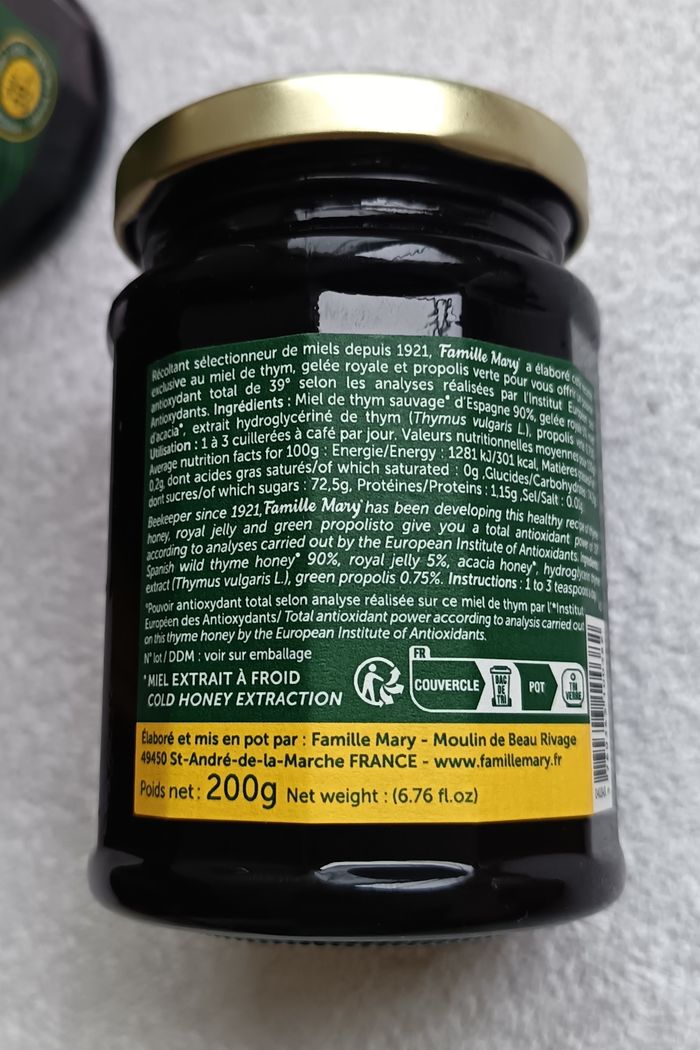 Récoltant sélectionneur de miels depuis 1921, Famille Mary a élaboré
exclusive au miel de thym, gelée royale et propolis verte pour vous offrir
antioxydant total de 39° selon les analyses réalisées par l'Institut
Antioxydants. Ingrédients : Miel de thym sauvage* d'Espagne 90%, gelée
d'acacia*, extrait hydroglycériné de thym (Thymus vulgaris L.), propolis
Utilisation : 1 à 3 cuillerées à café par jour. Valeurs nutritionnelles moyennes
Average nutrition facts for 100g : Energie/Energy : 1281 kJ/301 kcal, Matières
0,2g, dont acides gras saturés/of which saturated : 0g ,Glucides/Carbohydrates
dont sucres/of which sugars : 72,5g, Protéines/Proteins : 1,15g ,Sel/Salt :
Beekeeper since 1921, Famille Mary has been developing this healthy
honey, royal jelly and green propolisto give you a total antioxidant
according to analyses carried out by the European Institute of Antioxidants.
Spanish wild thyme honey* 90%, royal jelly 5%, acacia honey*,
extract (Thymus vulgaris L.), green propolis 0.75%. Instructions : 1 to 3 teaspoons
°Pouvoir antioxydant total selon analyse réalisée sur ce miel de thym par l'*Institut
Européen des Antioxydants/ Total antioxidant power according to analysis carried out
on this thyme honey by the European Institute of Antioxidants.
N° lot / DDM : voir sur emballage
*MIEL EXTRAIT À FROID
COLD HONEY EXTRACTION
FR
COUVERCLE
BAC
DE
TRI
POT
TRI
VERRE
Élaboré et mis en pot par : Famille Mary - Moulin de Beau Rivage
49450 St-André-de-la-Marche FRANCE - www.famillemary.fr
Poids net : 200g Net weight : (6.76 fl.oz)